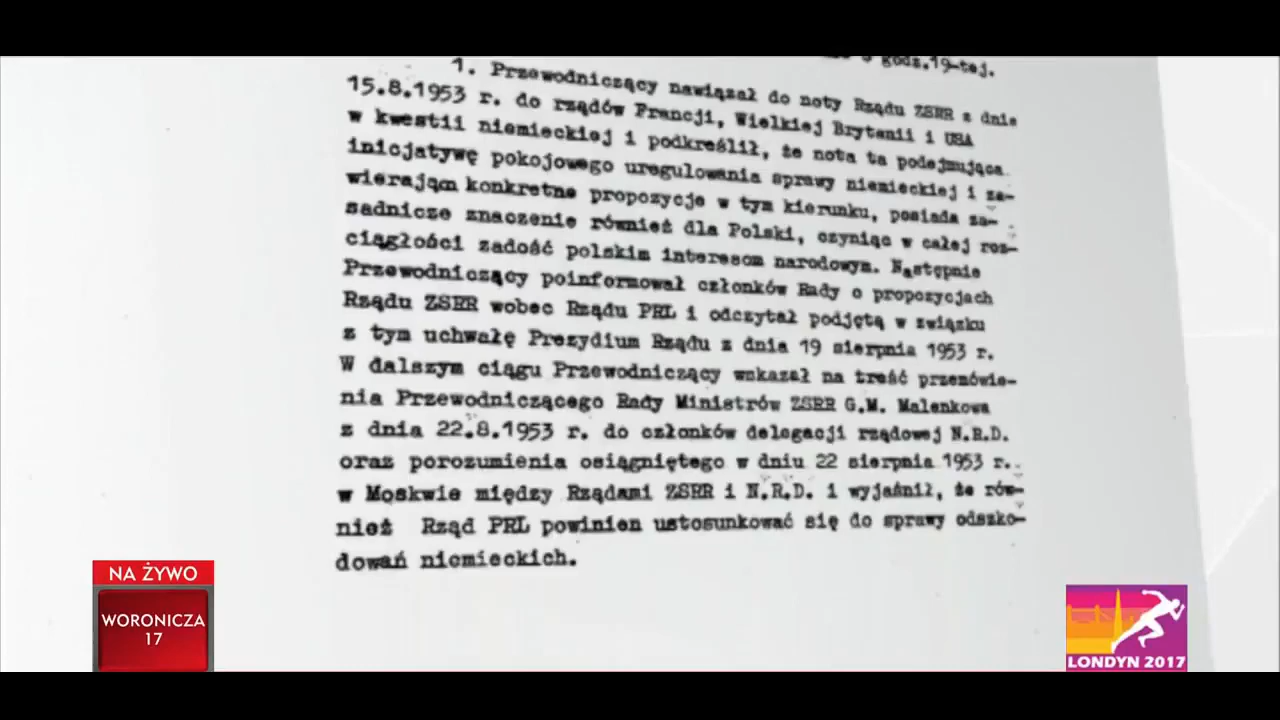 godz.19-tej.
1. Przewodniczący nawiązał do noty Rządu ZSRR z dnia
15.8.1953 r. do rządów Francji, Wielkiej Brytanii i USA
w kwestii niemieckiej i podkreślił, że nota ta podejmująca
inicjatywę pokojowego uregulowania sprawy niemieckiej i za-
wierająm konkretne propozycje w tym kierunku, posiada za-
sadnicze znaczenie również dla Polski, czyniąc w całej roz-
ciągłości zadość polskim interesom narodowym. Następnie
Przewodniczący poinformował członków Rady o propozycjach
Rządu ZSRR wobec Rządu PRL i odczytał podjętą w związku
z tym uchwałę Prezydium Rządu z dnia 19 sierpnia 1953 r.
W dalszym ciągu Przewodniczący wskazał na treść przemówie-
nia Przewodniczącego Rady Ministrów ZSRR G.M. Malenkowa
z dnia 22.8.1953 r. do członków delegacji rządowej N.R.D.
oraz porozumienia osiągniętego w dniu 22 sierpnia 1953 r.
w Moskwie między Rządami ZSRR i N.R.D. i wyjaśnił, że rów-
nież Rząd PRL powinien ustosunkować się do sprawy odszko-
dowań niemieckich.
NA ŻYWO
WORONICZA
17
LONDYN 2017